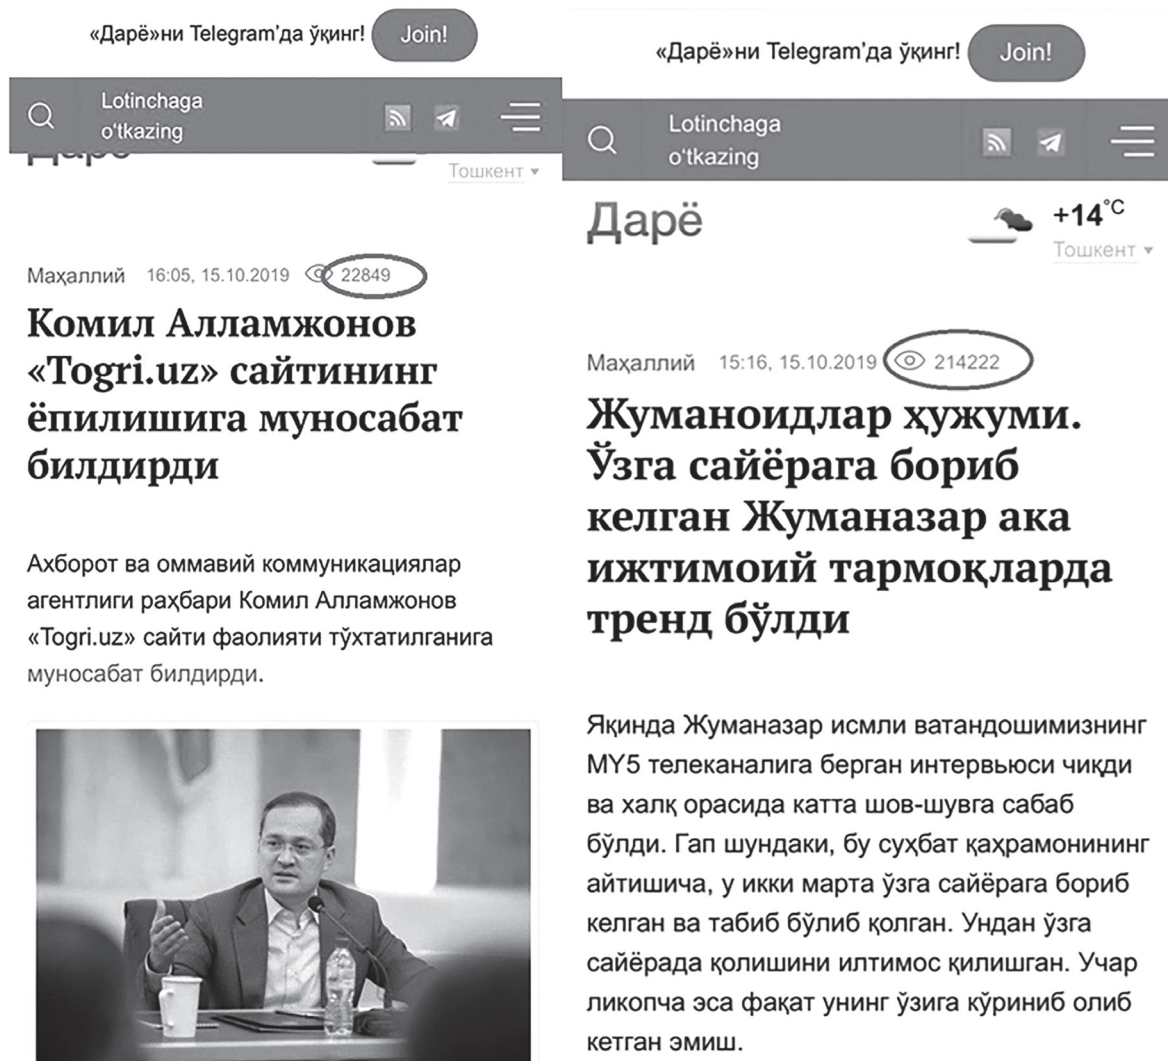 «Дарё»ни Telegram'да ўқинг! Join!
Lotinchaga
o'tkazing
Дарё
Тошкент
Маҳаллий 16:05, 15.10.2019 22849
Комил Алламжонов
«Togri.uz» сайтининг
ёпилишига муносабат
билдирди
Ахборот ва оммавий коммуникациялар
агентлиги раҳбари Комил Алламжонов
«Togri.uz» сайти фаолияти тўхтатилганига
муносабат билдирди.
«Дарё»ни Telegram'да ўқинг! Join!
Lotinchaga
o'tkazing
Дарё
+14°C
Тошкент
Маҳаллий 15:16, 15.10.2019 214222
Жуманоидлар ҳужуми.
Ўзга сайёрага бориб
келган Жуманазар ака
ижтимоий тармоқларда
тренд бўлди
Яқинда Жуманазар исмли ватандошимизнинг
MY5 телеканалига берган интервьюси чиқди
ва халқ орасида катта шов-шувга сабаб
бўлди. Гап шундаки, бу суҳбат қаҳрамонининг
айтишича, у икки марта ўзга сайёрага бориб
келган ва табиб бўлиб қолган. Ундан ўзга
сайёрада қолишини илтимос қилишган. Учар
ликопча эса фақат унинг ўзига кўриниб олиб
кетган эмиш.